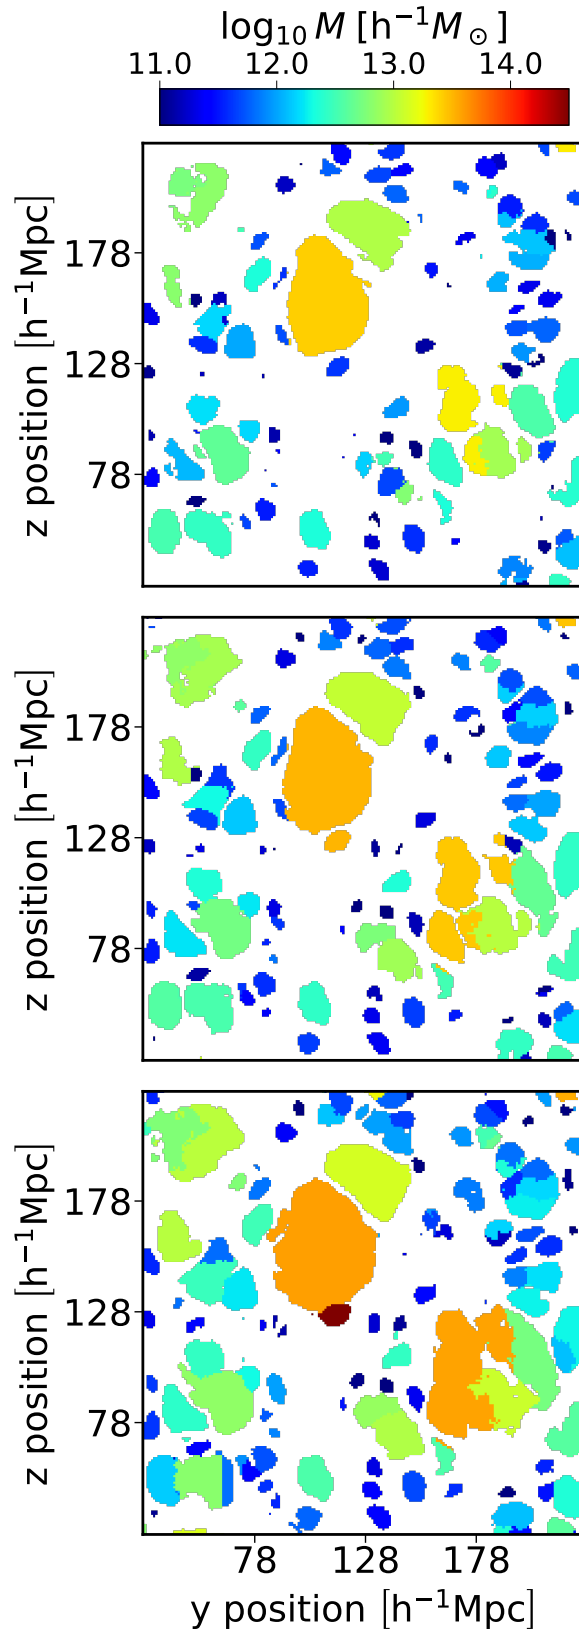 log₁₀ M [h⁻¹M⊙]
11.0 12.0 13.0 14.0
z position [h⁻¹Mpc]
178
128
78
z position [h⁻¹Mpc]
178
128
78
z position [h⁻¹Mpc]
178
128
78
78 128 178
y position [h⁻¹Mpc]